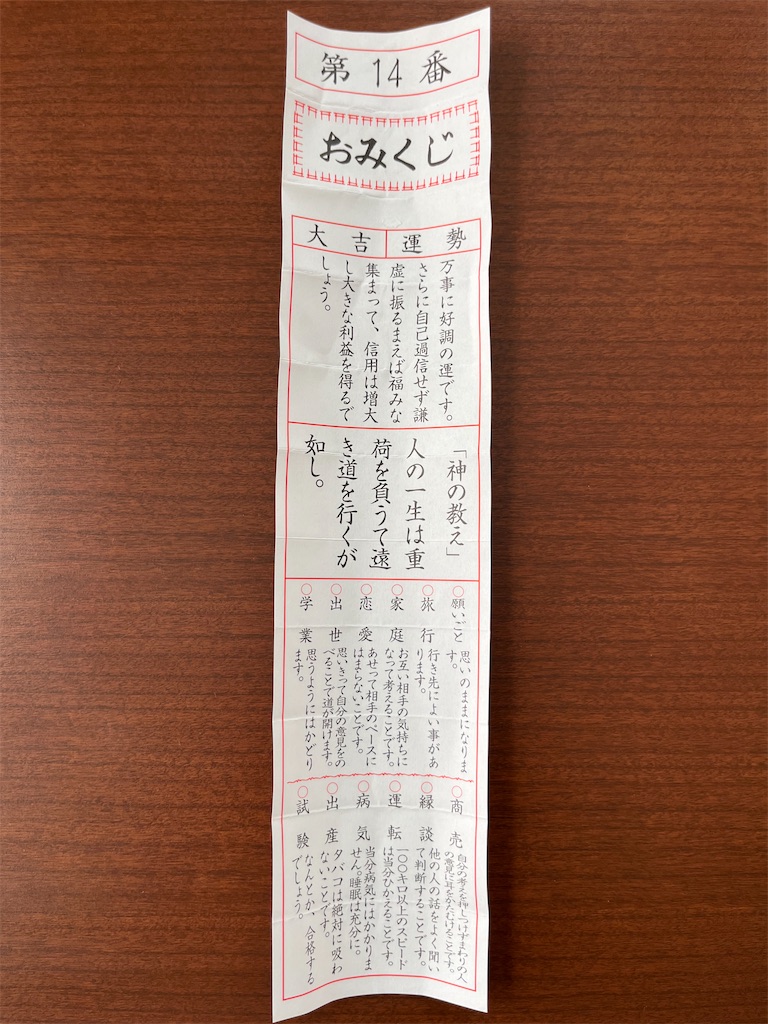 第14番
おみくじ
運勢 大吉
万事に好調の運です。
さらに自己過信せず謙
虚に振るまえば福みな
集まって、信用は増大
し大きな利益を得るで
しょう。
「神の教え」
人の一生は重
荷を負うて遠
き道を行くが
如し。
○願いごと
思いのままになりま
す。
○旅行
行き先によい事があ
ります。
○家庭
お互い相手の気持ちに
なって考えることです。
○恋愛
あせって相手のペースに
はまらないことです。
○出世
思いきって自分の意見をの
べることで道が開けます。
○学業
思うようにはかどり
ます。
○商売
自分の考えを押しつけずまわりの人
の意見に耳をかたむけることです。
○縁談
他の人の話をよく聞い
て判断することです。
○運転
一〇〇キロ以上のスピード
は当分ひかえることです。
○病気
当分病気にはかかりま
せん。睡眠は充分に。
○出産
タバコは絶対に吸わ
ないことです。
○試験
なんとか、合格する
でしょう。